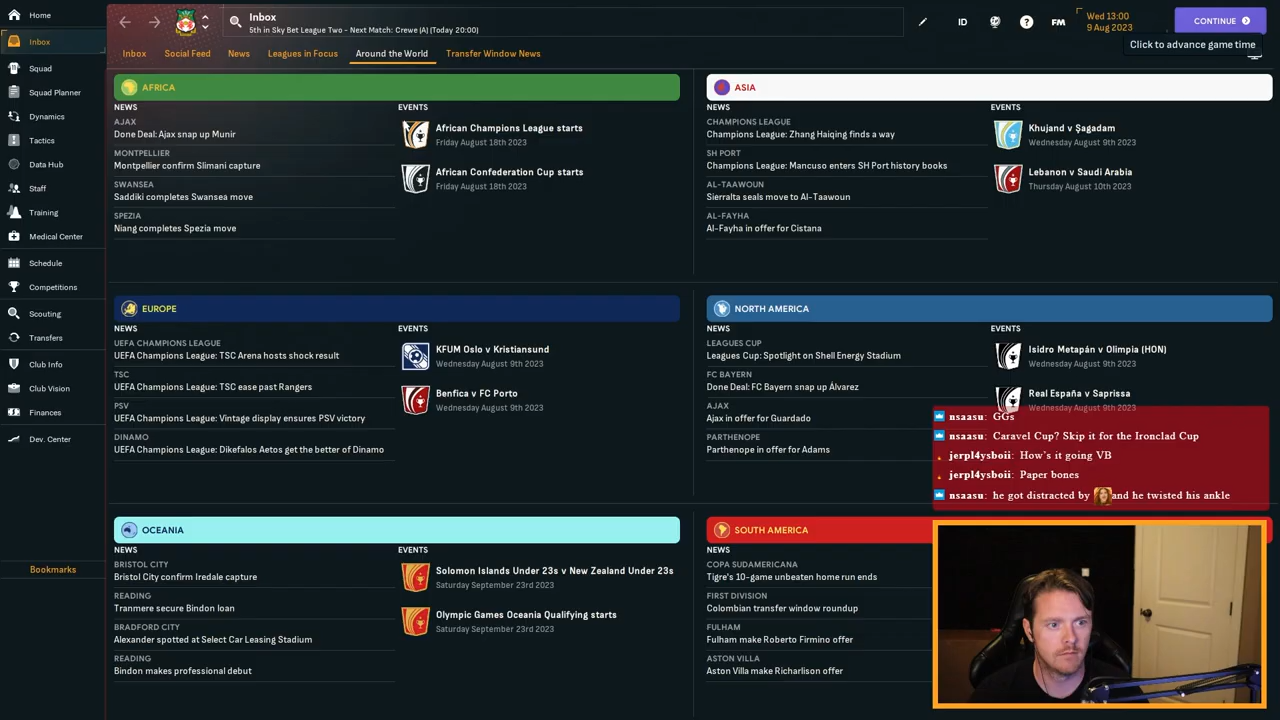 Home
Inbox
Squad
Squad Planner
Dynamics
Tactics
Data Hub
Staff
Training
Medical Center
Schedule
Competitions
Scouting
Transfers
Club Info
Club Vision
Finances
Dev. Center
Bookmarks
Inbox
5th in Sky Bet League Two - Next Match: Crewe (A) (Today 20:00)
ID
FM
Wed 13:00
9 Aug 2023
CONTINUE
Click to advance game time
Inbox
Social Feed
News
Leagues in Focus
Around the World
Transfer Window News
AFRICA
NEWS
AJAX
Done Deal: Ajax snap up Munir
MONTPELLIER
Montpellier confirm Slimani capture
SWANSEA
Saddiki completes Swansea move
SPEZIA
Niang completes Spezia move
EVENTS
African Champions League starts
Friday August 18th 2023
African Confederation Cup starts
Friday August 18th 2023
ASIA
NEWS
CHAMPIONS LEAGUE
Champions League: Zhang Haiqing finds a way
SH PORT
Champions League: Mancuso enters SH Port history books
AL-TAAWOUN
Sierralta seals move to Al-Taawoun
AL-FAYHA
Al-Fayha in offer for Cistana
EVENTS
Khujand v Şagadam
Wednesday August 9th 2023
Lebanon v Saudi Arabia
Thursday August 10th 2023
EUROPE
NEWS
UEFA CHAMPIONS LEAGUE
UEFA Champions League: TSC Arena hosts shock result
TSC
UEFA Champions League: TSC ease past Rangers
PSV
UEFA Champions League: Vintage display ensures PSV victory
DINAMO
UEFA Champions League: Dikefalos Aetos get the better of Dinamo
EVENTS
KFUM Oslo v Kristiansund
Wednesday August 9th 2023
Benfica v FC Porto
Wednesday August 9th 2023
NORTH AMERICA
NEWS
LEAGUES CUP
Leagues Cup: Spotlight on Shell Energy Stadium
FC BAYERN
Done Deal: FC Bayern snap up Álvarez
AJAX
Ajax in offer for Guardado
PARTHENOPE
Parthenope in offer for Adams
EVENTS
Isidro Metapán v Olimpia (HON)
Wednesday August 9th 2023
Real España v Saprissa
Wednesday August 9th 2023
nsaasu: GGs
nsaasu: Caravel Cup? Skip it for the Ironclad Cup
jerpl4ysboii: How's it going VB
jerpl4ysboii: Paper bones
nsaasu: he got distracted by and he twisted his ankle
OCEANIA
NEWS
BRISTOL CITY
Bristol City confirm Iredale capture
READING
Tranmere secure Bindon loan
BRADFORD CITY
Alexander spotted at Select Car Leasing Stadium
READING
Bindon makes professional debut
EVENTS
Solomon Islands Under 23s v New Zealand Under 23s
Saturday September 23rd 2023
Olympic Games Oceania Qualifying starts
Saturday September 23rd 2023
SOUTH AMERICA
NEWS
COPA SUDAMERICANA
Tigre's 10-game unbeaten home run ends
FIRST DIVISION
Colombian transfer window roundup
FULHAM
Fulham make Roberto Firmino offer
ASTON VILLA
Aston Villa make Richarlison offer